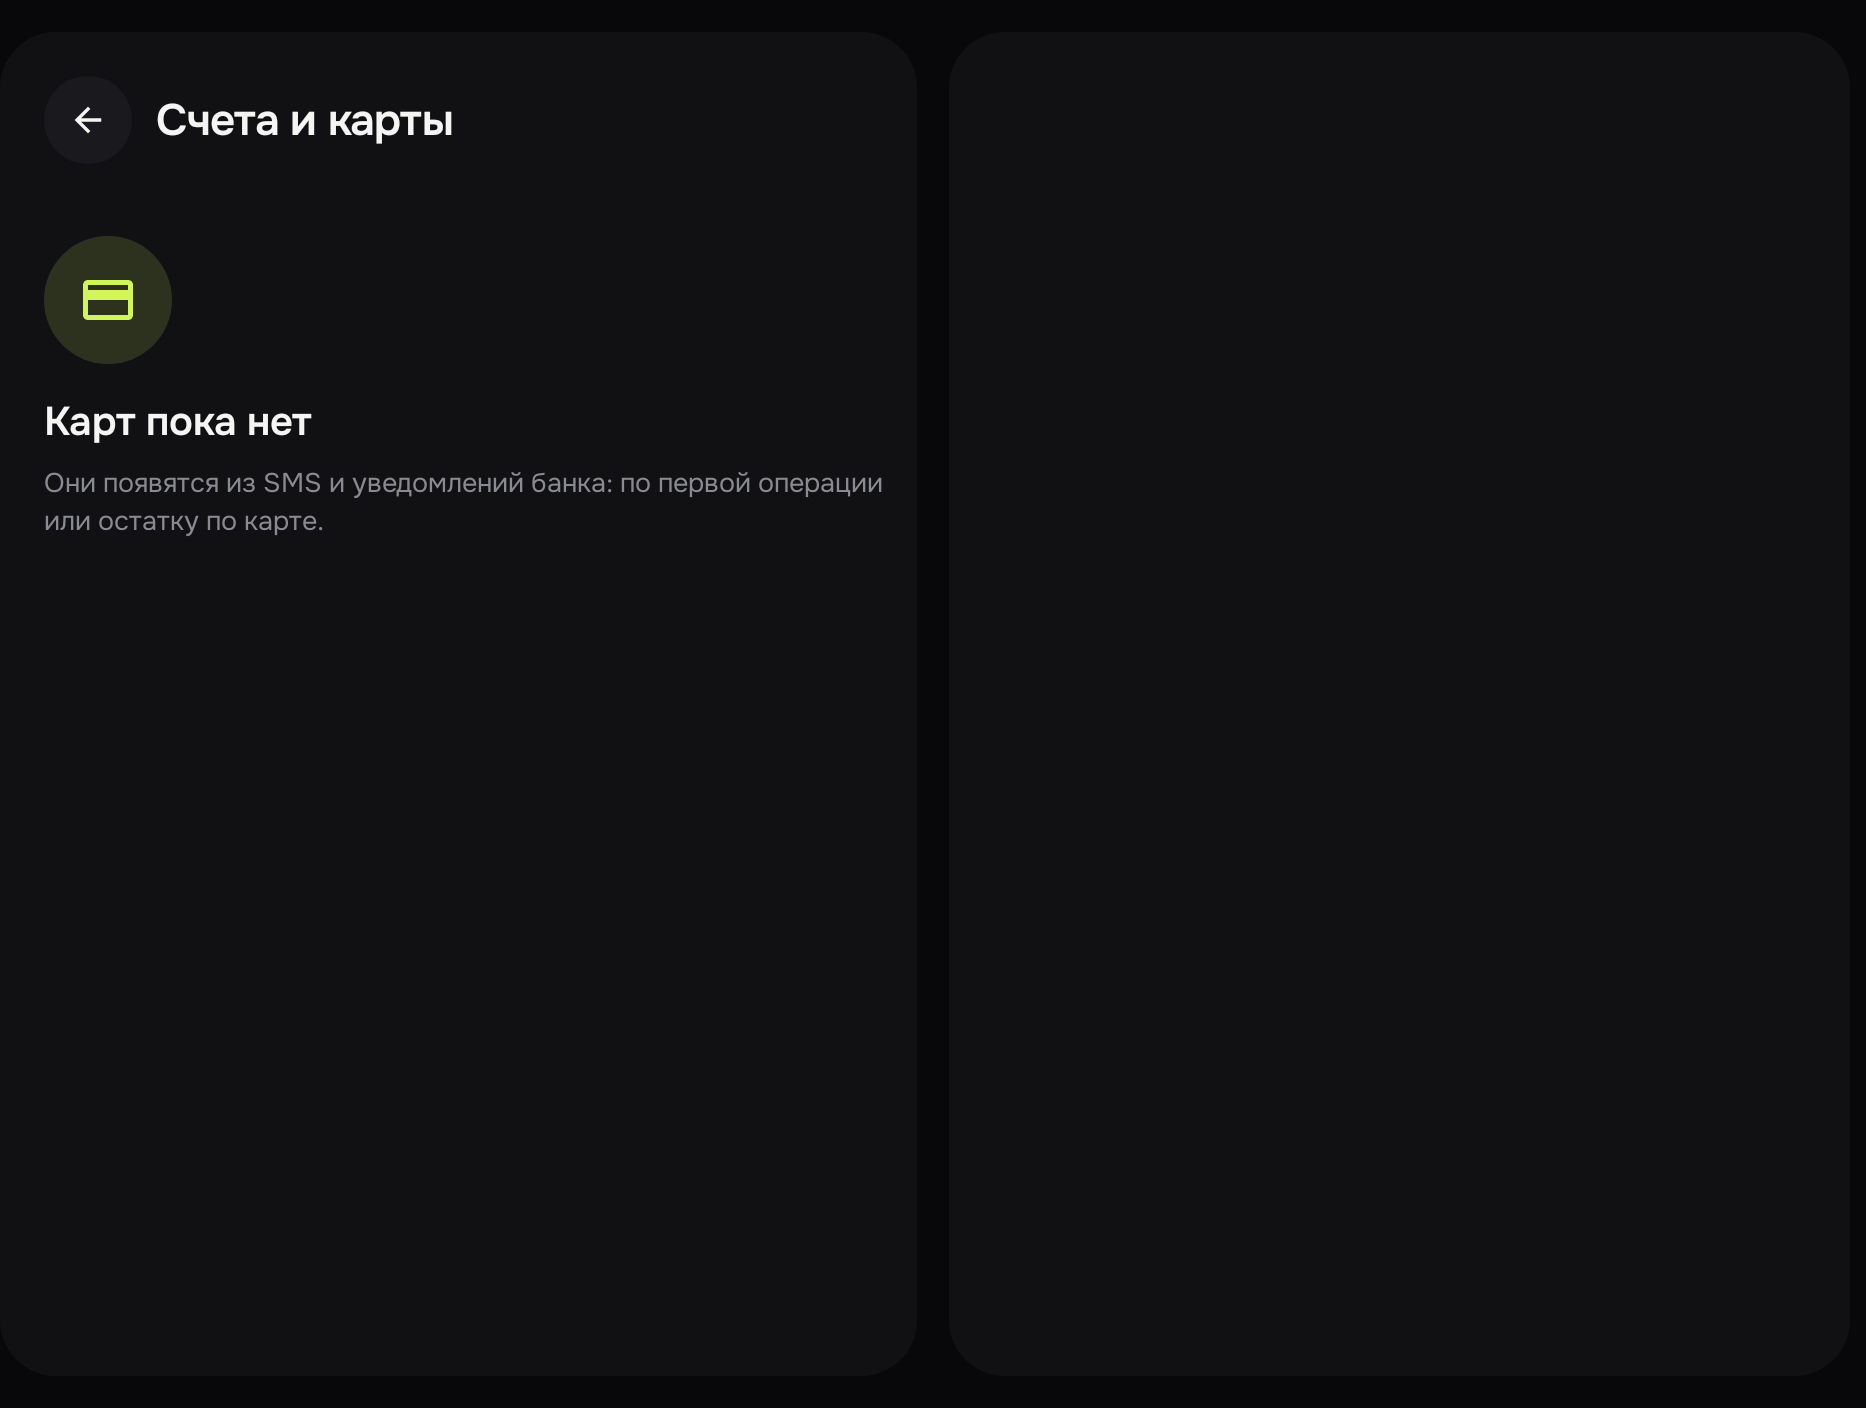 Счета и карты
Карт пока нет
Они появятся из SMS и уведомлений банка: по первой операции
или остатку по карте.